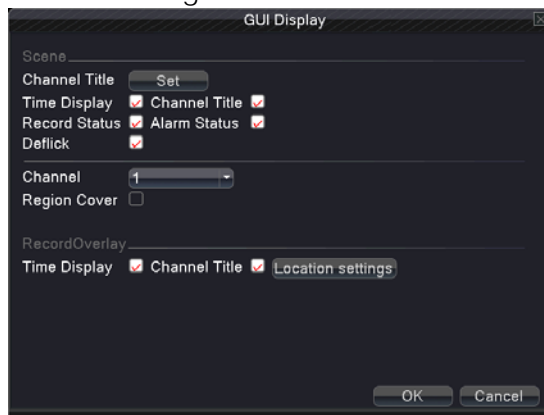 GUI Display
Scene
Channel Title Set
Time Display Channel Title
Record Status Alarm Status
Deflick
Channel 1
Region Cover
RecordOverlay
Time Display Channel Title Location settings
OK Cancel